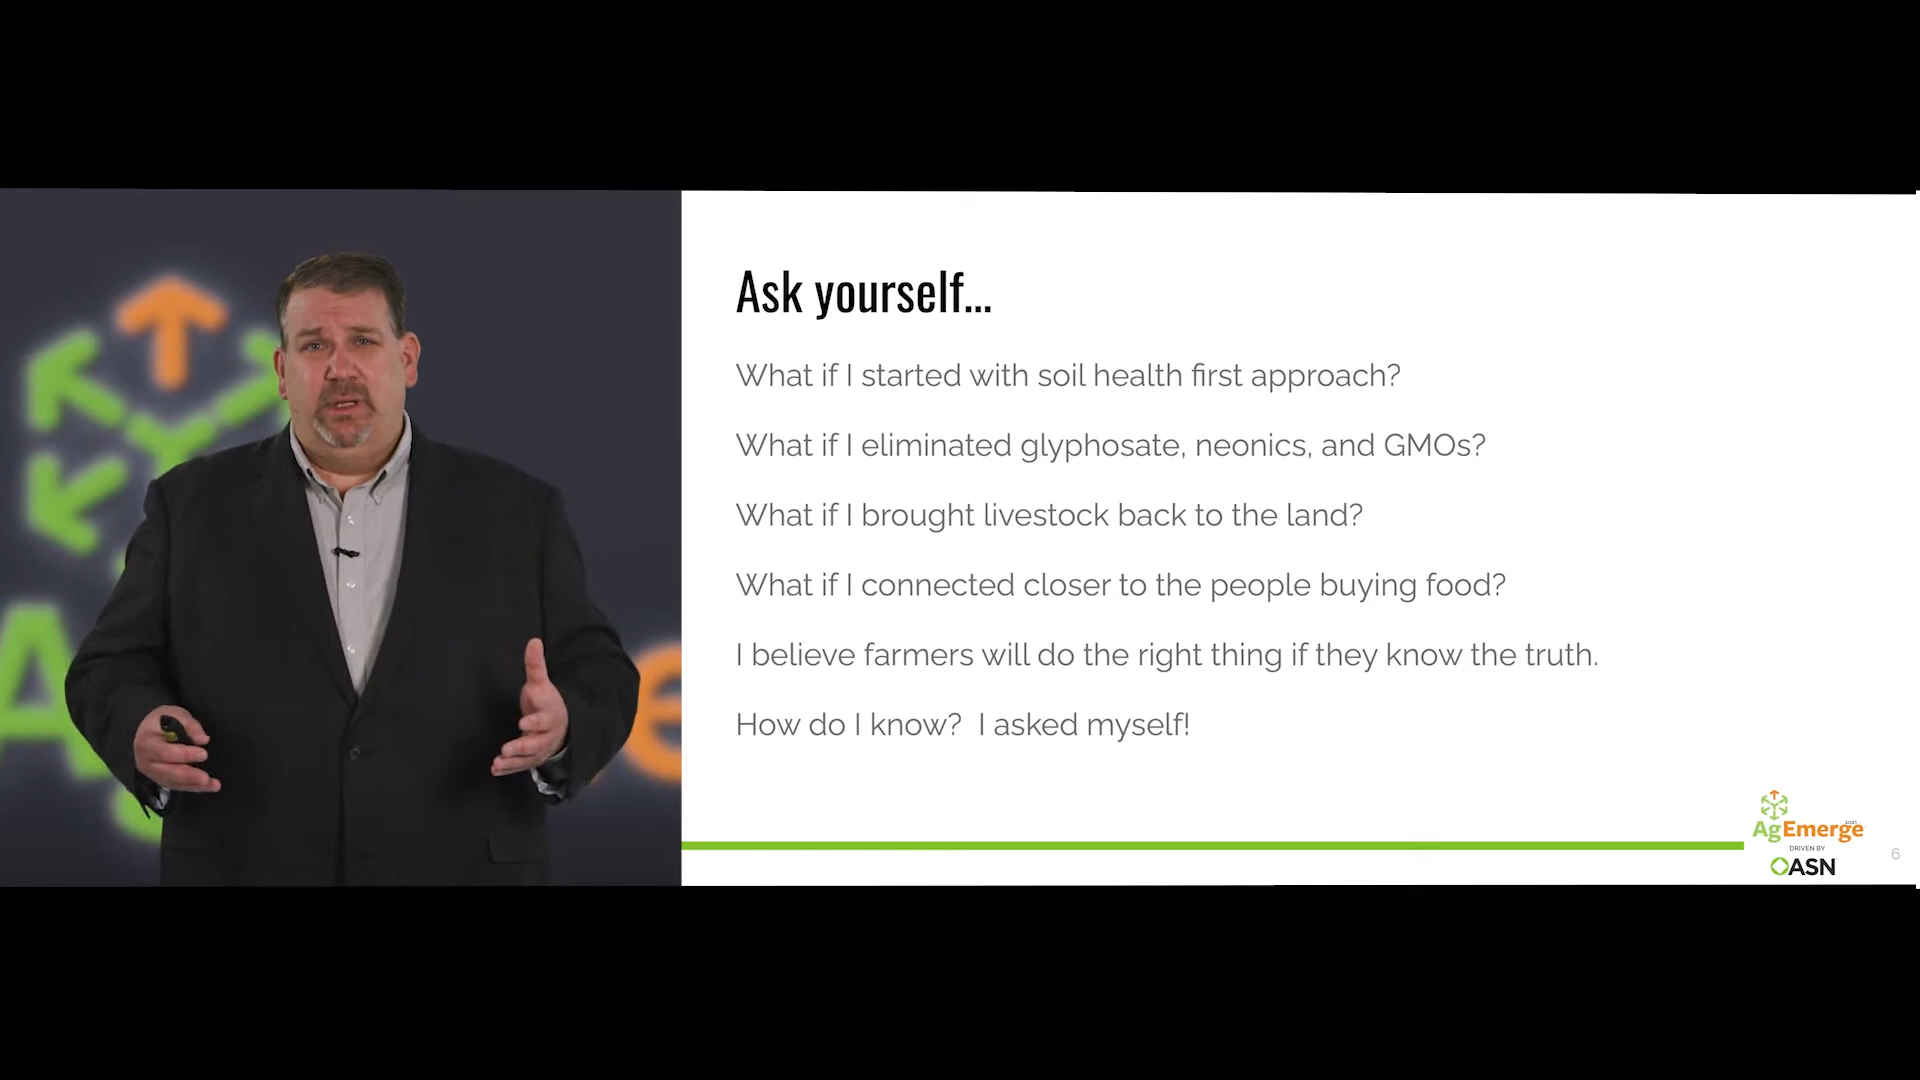 Ask yourself...
What if I started with soil health first approach?
What if I eliminated glyphosate, neonics, and GMOs?
What if I brought livestock back to the land?
What if I connected closer to the people buying food?
I believe farmers will do the right thing if they know the truth.
How do I know?  I asked myself!
AgEmerge 2021
DRIVEN BY
ASN
6
A
e